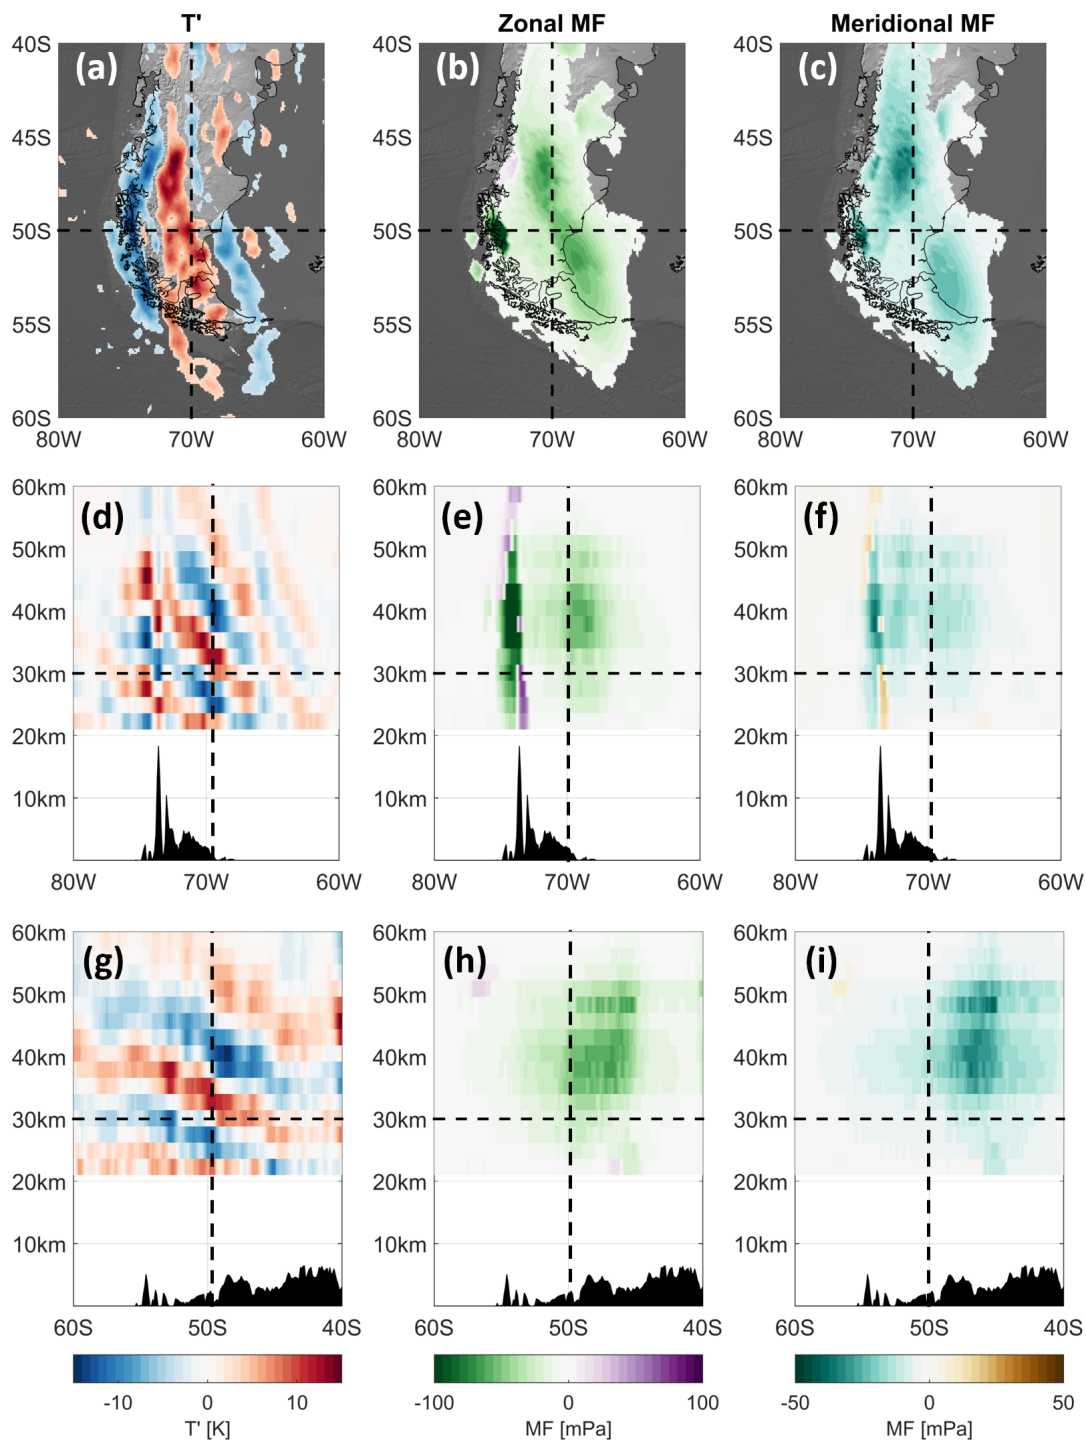 T' Zonal MF Meridional MF
40S 40S 40S
(a) (b) (c)
45S 45S 45S
50S 50S 50S
55S 55S 55S
60S 60S 60S
80W 70W 60W 80W 70W 60W 80W 70W 60W
60km 60km 60km
(d) (e) (f)
50km 50km 50km
40km 40km 40km
30km 30km 30km
20km 20km 20km
10km 10km 10km
80W 70W 60W 80W 70W 60W 80W 70W 60W
60km 60km 60km
(g) (h) (i)
50km 50km 50km
40km 40km 40km
30km 30km 30km
20km 20km 20km
10km 10km 10km
60S 50S 40S 60S 50S 40S 60S 50S 40S
-10 0 10 -100 0 100 -50 0 50
T' [K] MF [mPa] MF [mPa]